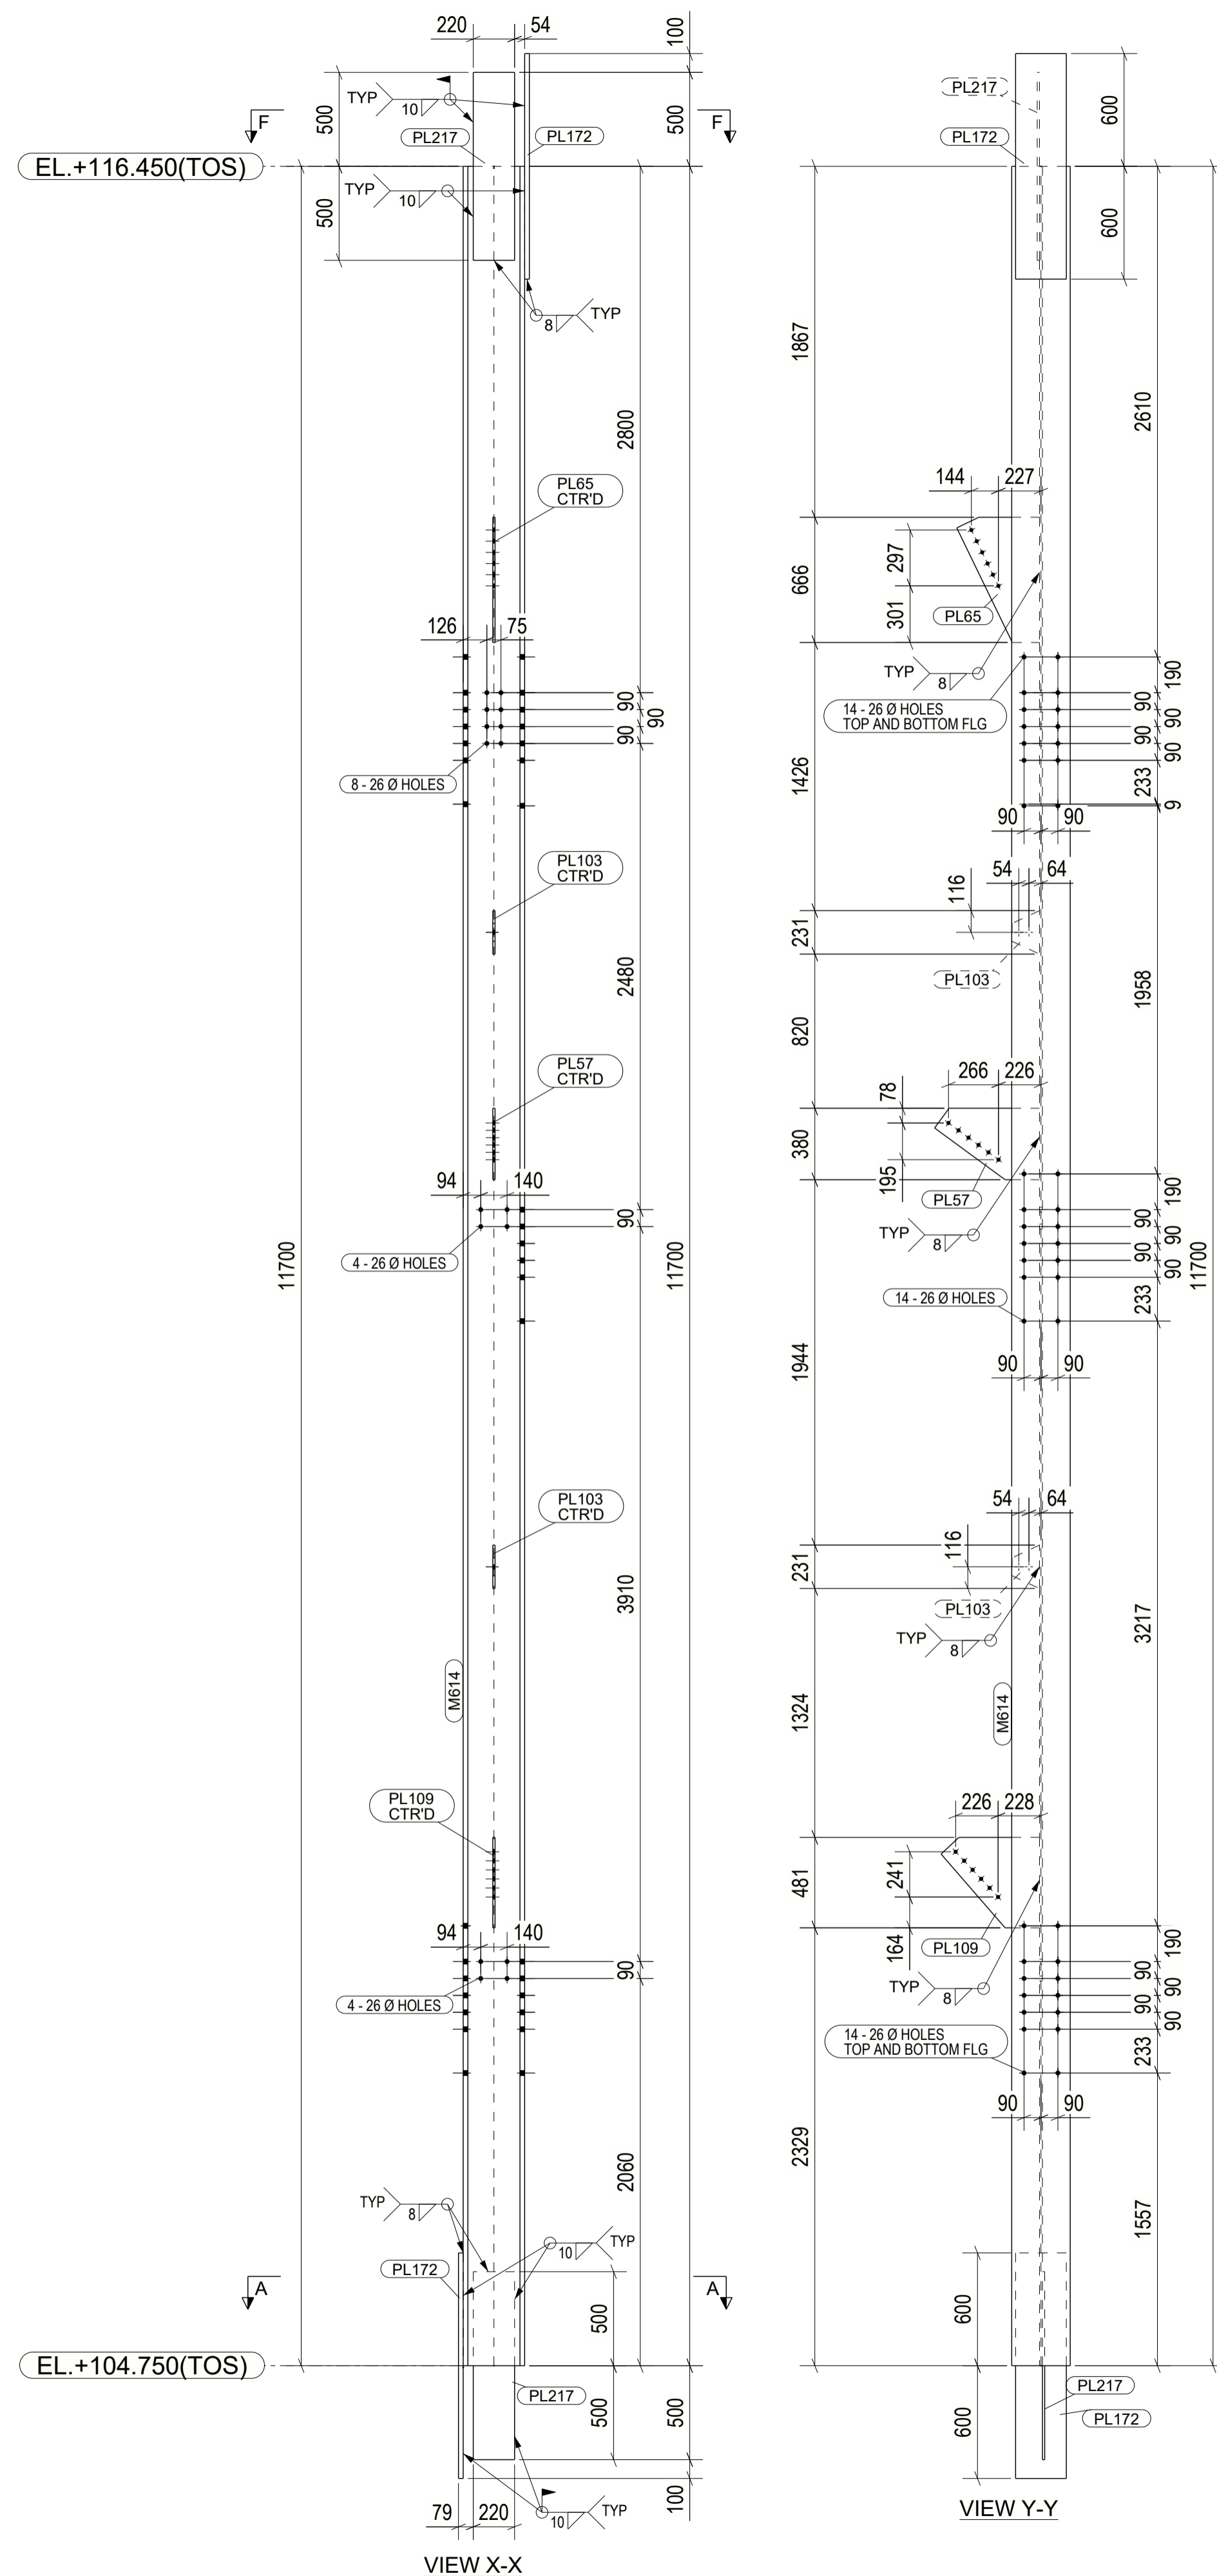 220
54
100
500
500
500
TYP
10
PL217
PL172
F
F
EL.+116.450(TOS)
TYP
10
8
TYP
2800
PL65
CTR'D
126
75
90
90
90
8 - 26 Ø HOLES
PL103
CTR'D
2480
PL57
CTR'D
94
140
90
4 - 26 Ø HOLES
11700
11700
PL103
CTR'D
3910
M614
PL109
CTR'D
94
140
90
4 - 26 Ø HOLES
2060
TYP
8
10
TYP
PL172
A
A
500
EL.+104.750(TOS)
PL217
500
500
100
79
220
10
TYP
VIEW X-X
PL217
PL172
600
600
1867
2610
144
227
666
297
301
PL65
TYP
8
14 - 26 Ø HOLES
TOP AND BOTTOM FLG
190
90
90
90
90
233
9
90
90
1426
54
64
116
231
PL103
1958
820
266
226
78
380
195
PL57
TYP
8
190
90
90
90
90
233
14 - 26 Ø HOLES
90
90
11700
1944
54
64
116
231
PL103
TYP
8
3217
1324
M614
226
228
481
241
164
PL109
TYP
8
190
90
90
90
90
233
14 - 26 Ø HOLES
TOP AND BOTTOM FLG
90
90
2329
1557
600
600
PL217
PL172
VIEW Y-Y